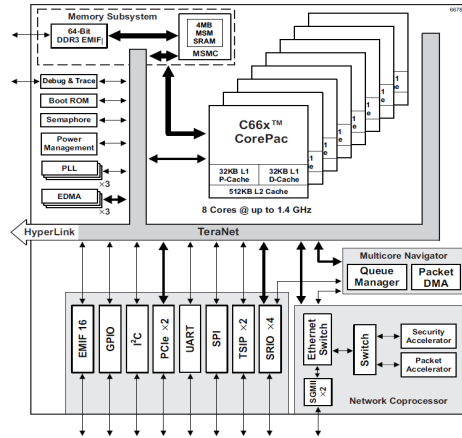 6678
Memory Subsystem
64-Bit
DDR3 EMIF
4MB
MSM
SRAM
MSMC
Debug & Trace
Boot ROM
Semaphore
Power
Management
PLL
×3
EDMA
×3
C66x™
CorePac
32KB L1
P-Cache
32KB L1
D-Cache
512KB L2 Cache
8 Cores @ up to 1.4 GHz
HyperLink
TeraNet
Multicore Navigator
Queue
Manager
Packet
DMA
EMIF 16
GPIO
I²C
PCIe ×2
UART
SPI
TSIP ×2
SRIO ×4
Ethernet
Switch
SGMII
×2
Switch
Security
Accelerator
Packet
Accelerator
Network Coprocessor